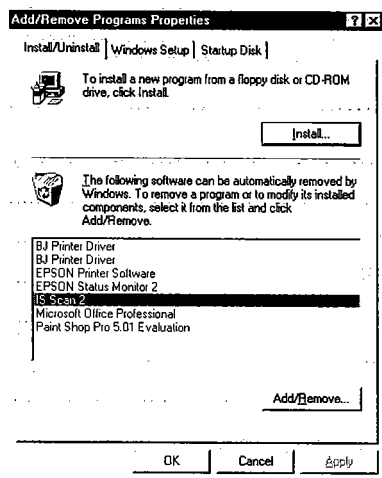 Add/Remove Programs Properties
Install/Uninstall Windows Setup Startup Disk
To install a new program from a floppy disk or CD-ROM
drive, click Install.
Install...
The following software can be automatically removed by
Windows. To remove a program or to modify its installed
components, select it from the list and click
Add/Remove.
BJ Printer Driver
BJ Printer Driver
EPSON Printer Software
EPSON Status Monitor 2
IS Scan 2
Microsoft Office Professional
Paint Shop Pro 5.01 Evaluation
Add/Remove...
OK Cancel Apply